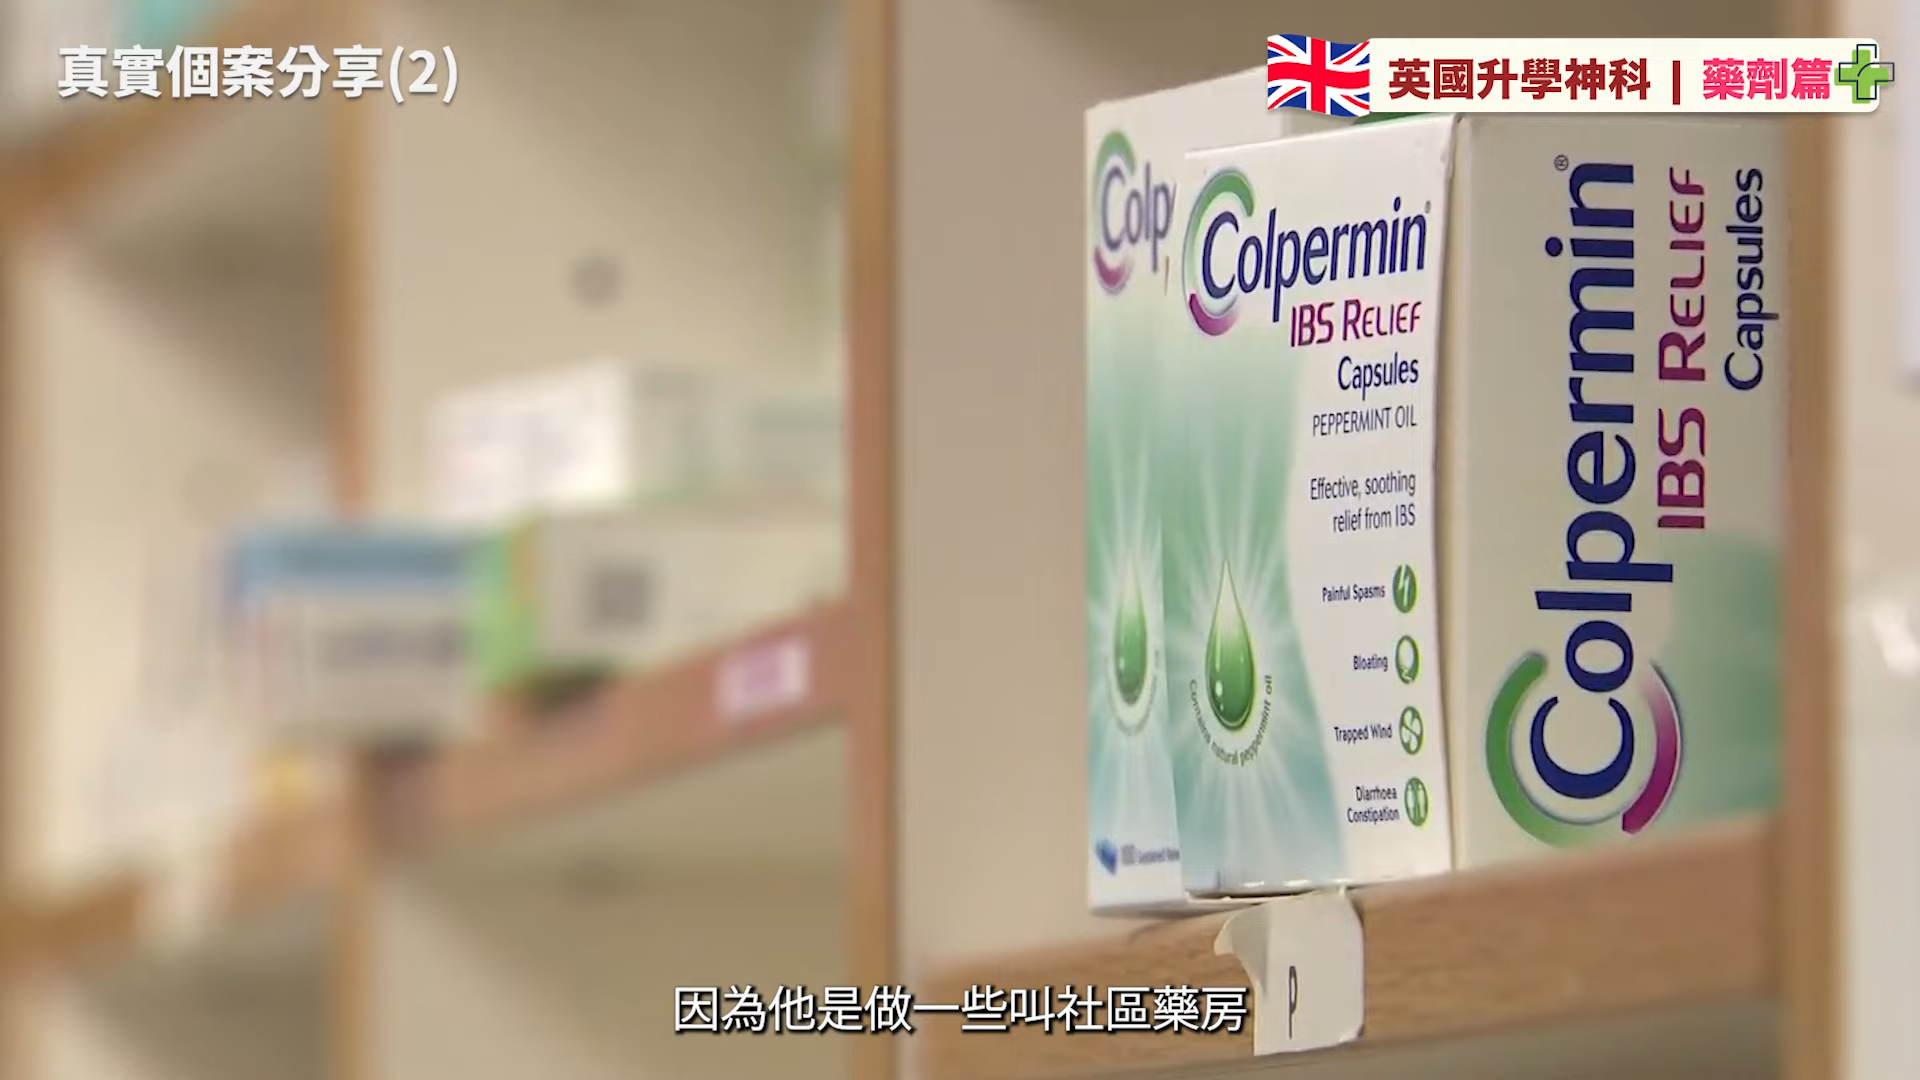 真實個案分享(2)
英國升學神科 | 藥劑篇
Colp
Colpermin®
IBS RELIEF
Capsules
PEPPERMINT OIL
Effective, soothing
relief from IBS
Painful Spasms
Bloating
Trapped Wind
Diarrhoea
Constipation
Contains natural peppermint oil
100
Colpermin®
IBS RELIEF
Capsules
P
因為他是做一些叫社區藥房